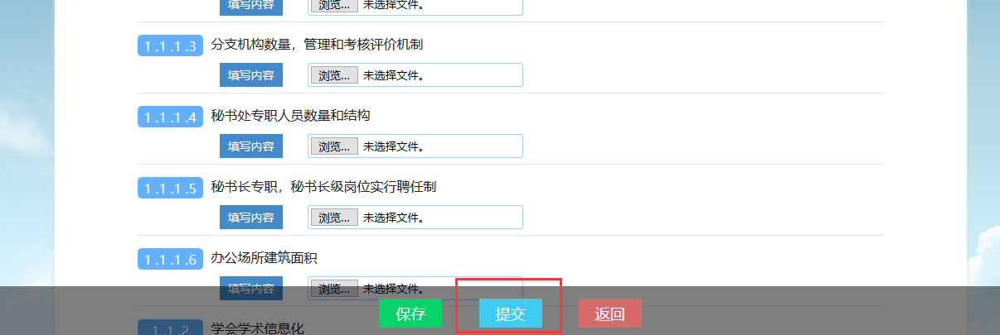 填写内容 浏览... 未选择文件。
1.1.1.3 分支机构数量，管理和考核评价机制
填写内容 浏览... 未选择文件。
1.1.1.4 秘书处专职人员数量和结构
填写内容 浏览... 未选择文件。
1.1.1.5 秘书长专职，秘书长级岗位实行聘任制
填写内容 浏览... 未选择文件。
1.1.1.6 办公场所建筑面积
填写内容 浏览... 未选择文件。
保存 提交 返回
1.1.2 学会学术信息化